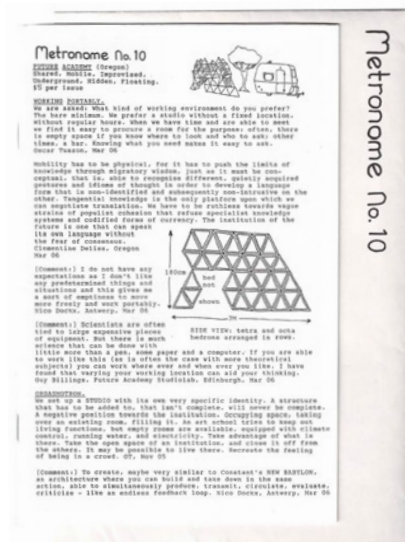 Metronome No.10
FUTURE ACADEMY (Oregon)
Shared, Mobile, Improvised,
Underground, Hidden, Floating.
$5 per issue
WORKING PORTABLY.
We are asked: What kind of working environment do you prefer?
The bare minimum. We prefer a studio without a fixed location,
without regular hours. When we have time and are able to meet
we find it easy to procure a room for the purpose: often, there
is empty space if you know where to look and who to ask; other
times, a bar. Knowing what you need makes it easy to ask.
Oscar Tuazon, Mar 06
Mobility has to be physical, for it has to push the limits of
knowledge through migratory wisdom, just as it must be con-
ceptual, that is, able to recognise different, quietly acquired
gestures and idioms of thought in order to develop a language
form that is non-identified and subsequently non-intrusive on the
other. Tangential knowledge is the only platform upon which we
can negotiate translation. We have to be ruthless towards vague
strains of populist cohesion that refuse specialist knowledge
systems and codified forms of currency. The institution of the
future is one that can speak
its own language without
the fear of consensus.
Clementine Deliss, Oregon
Mar 06
[Comment:] I do not have any
expectations as I don't like
any predetermined things and
situations and this gives me
a sort of emptiness to move
more freely and work portably.
Nico Dockx, Antwerp, Mar 06
180cm
bed
not
shown
3m
SIDE VIEW: tetra and octa
hedrons arranged in rows.
[Comment:] Scientists are often
tied to large expensive pieces
of equipment. But there is much
science that can be done with
little more than a pen, some paper and a computer. If you are able
to work like this (as is often the case with more theoretical
subjects) you can work where ever and when ever you like. I have
found that varying your working location can aid your thinking.
Guy Billings, Future Academy Studiolab, Edinburgh, Mar 06
We set up a STUDIO with its own very specific identity. A structure
that has to be added to, that isn't complete, will never be complete.
A negative position towards the institution. Occupying space, taking
over an existing room, filling it. An art school tries to keep out
living functions, but empty rooms are available, equipped with climate
control, running water, and electricity. Take advantage of what is
there. Take the open space of an institution, and close it off from
the others. It may be possible to live there. Recreate the feeling
of being in a crowd. OT, Nov 05
[Comment:] To create, maybe very similar to Constant's NEW BABYLON,
an architecture where you can build and take down in the same
action, able to simultaneously produce, transmit, circulate, evaluate,
criticise - like an endless feedback loop. Nico Dockx, Antwerp, Mar 06
Metronome No.10